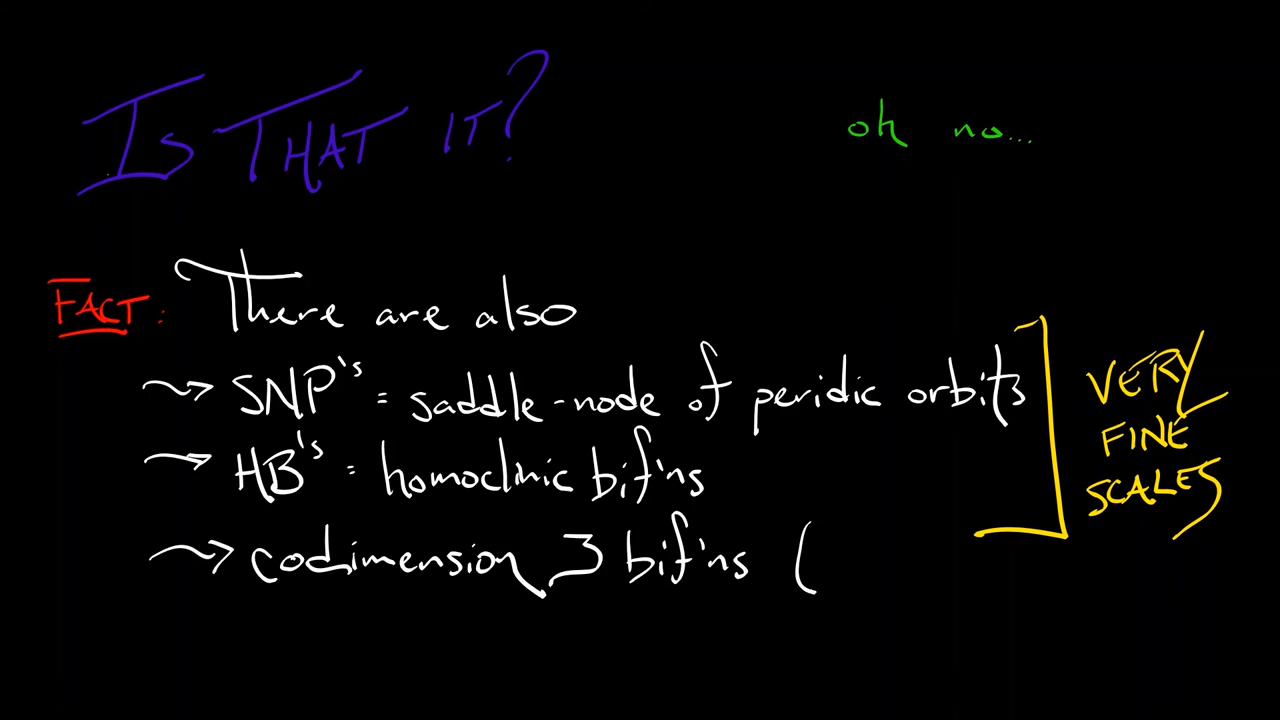 IS THAT IT?
oh no...
FACT: There are also
~> SNP's = saddle-node of peridic orbits
~> HB's = homoclinic bif'ns
~> codimension 3 bif'ns (
VERY
FINE
SCALES